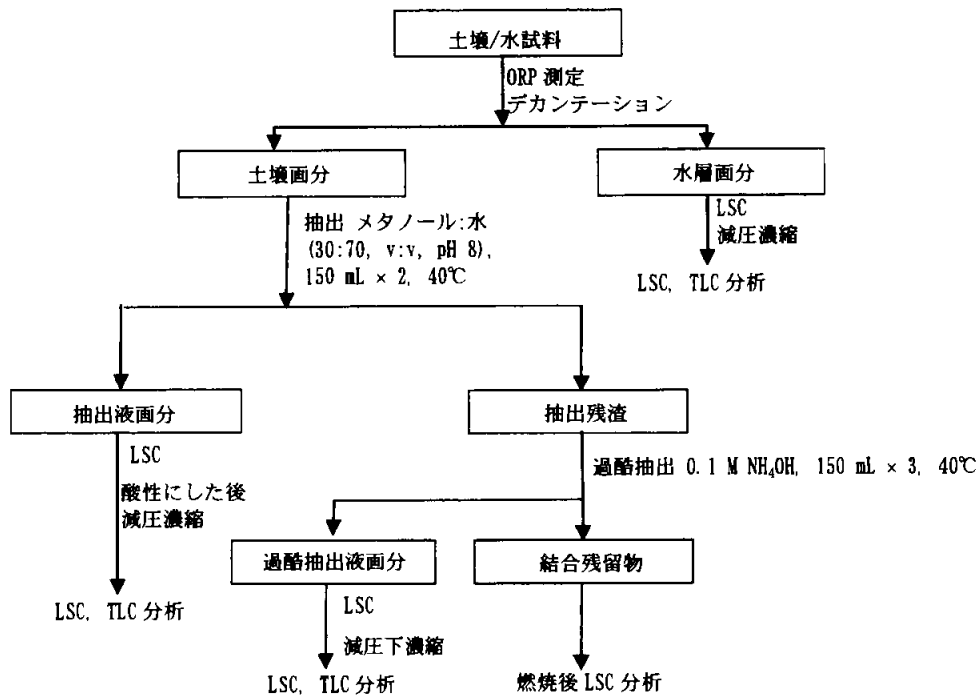 土壌/水試料
ORP 測定
デカンテーション
土壌画分
水層画分
抽出 メタノール:水
(30:70, v:v, pH 8),
150 mL × 2, 40℃
LSC
減圧濃縮
LSC, TLC 分析
抽出液画分
抽出残渣
LSC
酸性にした後
減圧濃縮
過酷抽出 0.1 M NH₄OH, 150 mL × 3, 40℃
過酷抽出液画分
結合残留物
LSC, TLC 分析
LSC
減圧下濃縮
LSC, TLC 分析
燃焼後 LSC 分析